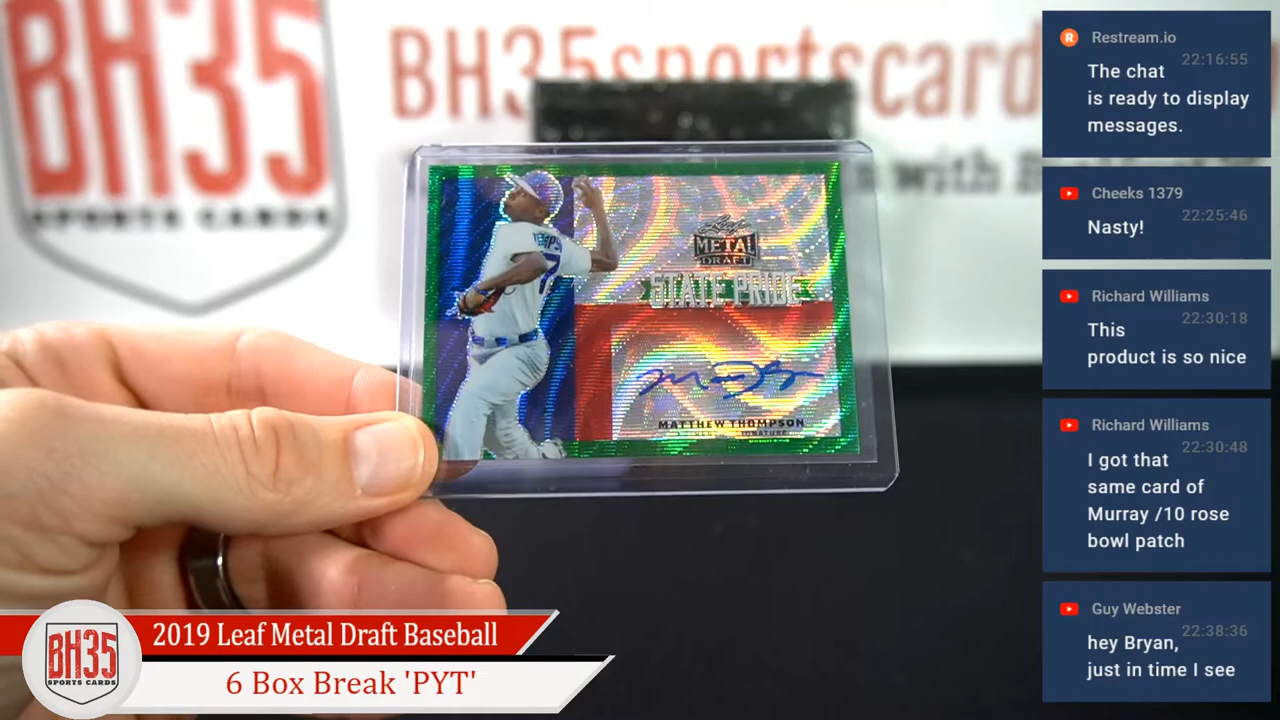 BH35
SPORTS CARDS
BH35sportscard
with
Leaf
METAL
DRAFT
STATE PRIDE
MATTHEW THOMPSON
7
Restream.io
22:16:55
The chat
is ready to display
messages.
Cheeks 1379
22:25:46
Nasty!
Richard Williams
22:30:18
This
product is so nice
Richard Williams
22:30:48
I got that
same card of
Murray /10 rose
bowl patch
Guy Webster
22:38:36
hey Bryan,
just in time I see
BH35
SPORTS CARDS
2019 Leaf Metal Draft Baseball
6 Box Break 'PYT'